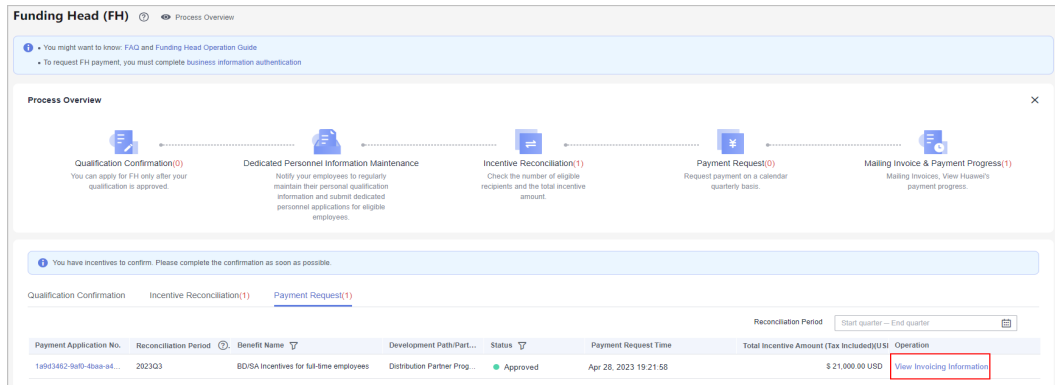 Funding Head (FH) ? Process Overview
• You might want to know: FAQ and Funding Head Operation Guide
• To request FH payment, you must complete business information authentication
Process Overview
Qualification Confirmation(0) Dedicated Personnel Information Maintenance Incentive Reconciliation(1) Payment Request(0) Mailing Invoice & Payment Progress(1)
You can apply for FH only after your Notify your employees to regularly Check the number of eligible Request payment on a calendar Mailing Invoices, View Huawei's
qualification is approved. maintain their personal qualification recipients and the total incentive quarterly basis. payment progress.
information and submit dedicated amount.
personnel applications for eligible
employees.
You have incentives to confirm. Please complete the confirmation as soon as possible.
Qualification Confirmation Incentive Reconciliation(1) Payment Request(1)
Reconciliation Period Start quarter – End quarter
Payment Application No. Reconciliation Period ?. Benefit Name Development Path/Part... Status Payment Request Time Total Incentive Amount (Tax Included)(USI Operation
1a9d3462-9af0-4baa-a4... 2023Q3 BD/SA Incentives for full-time employees Distribution Partner Prog... Approved Apr 28, 2023 19:21:58 $ 21,000.00 USD View Invoicing Information